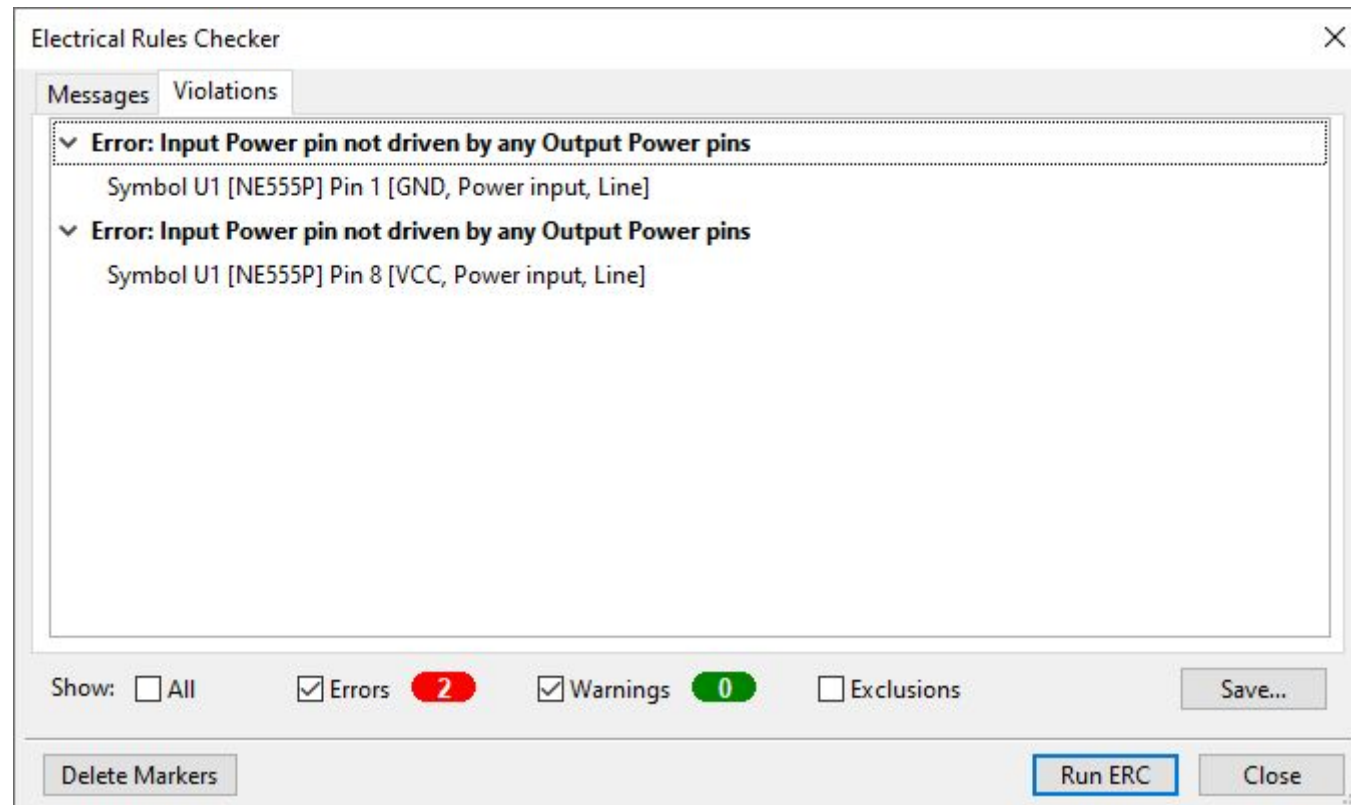 Electrical Rules Checker
Messages Violations
Error: Input Power pin not driven by any Output Power pins
Symbol U1 [NE555P] Pin 1 [GND, Power input, Line]
Error: Input Power pin not driven by any Output Power pins
Symbol U1 [NE555P] Pin 8 [VCC, Power input, Line]
Show: All Errors 2 Warnings 0 Exclusions Save...
Delete Markers Run ERC Close